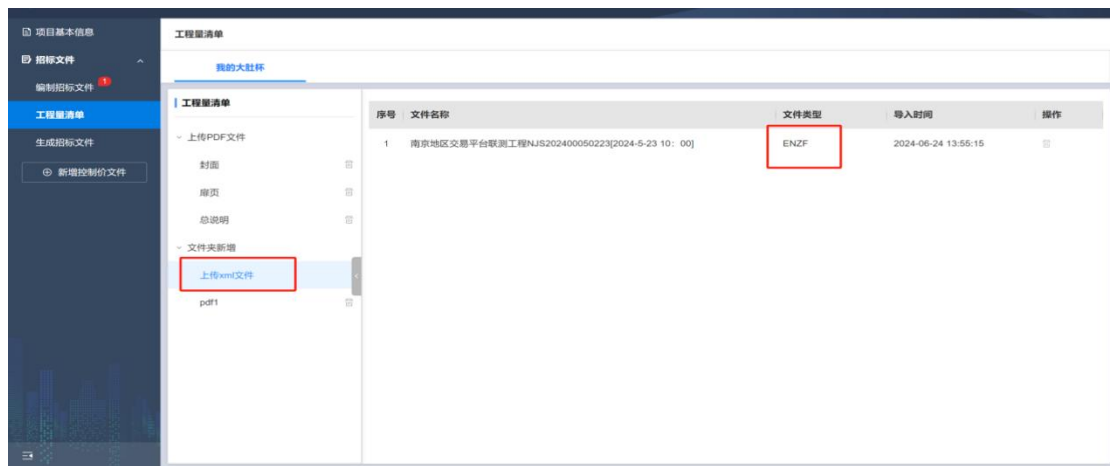 项目基本信息
招标文件
编制招标文件 1
工程量清单
生成招标文件
新增控制价文件
工程量清单
我的大肚杯
工程量清单
上传PDF文件
封面
扉页
总说明
文件夹新增
上传xml文件
pdf1
序号 文件名称 文件类型 导入时间 操作
1 南京地区交易平台联测工程NJS202400050223[2024-5-23 10：00] ENZF 2024-06-24 13:55:15